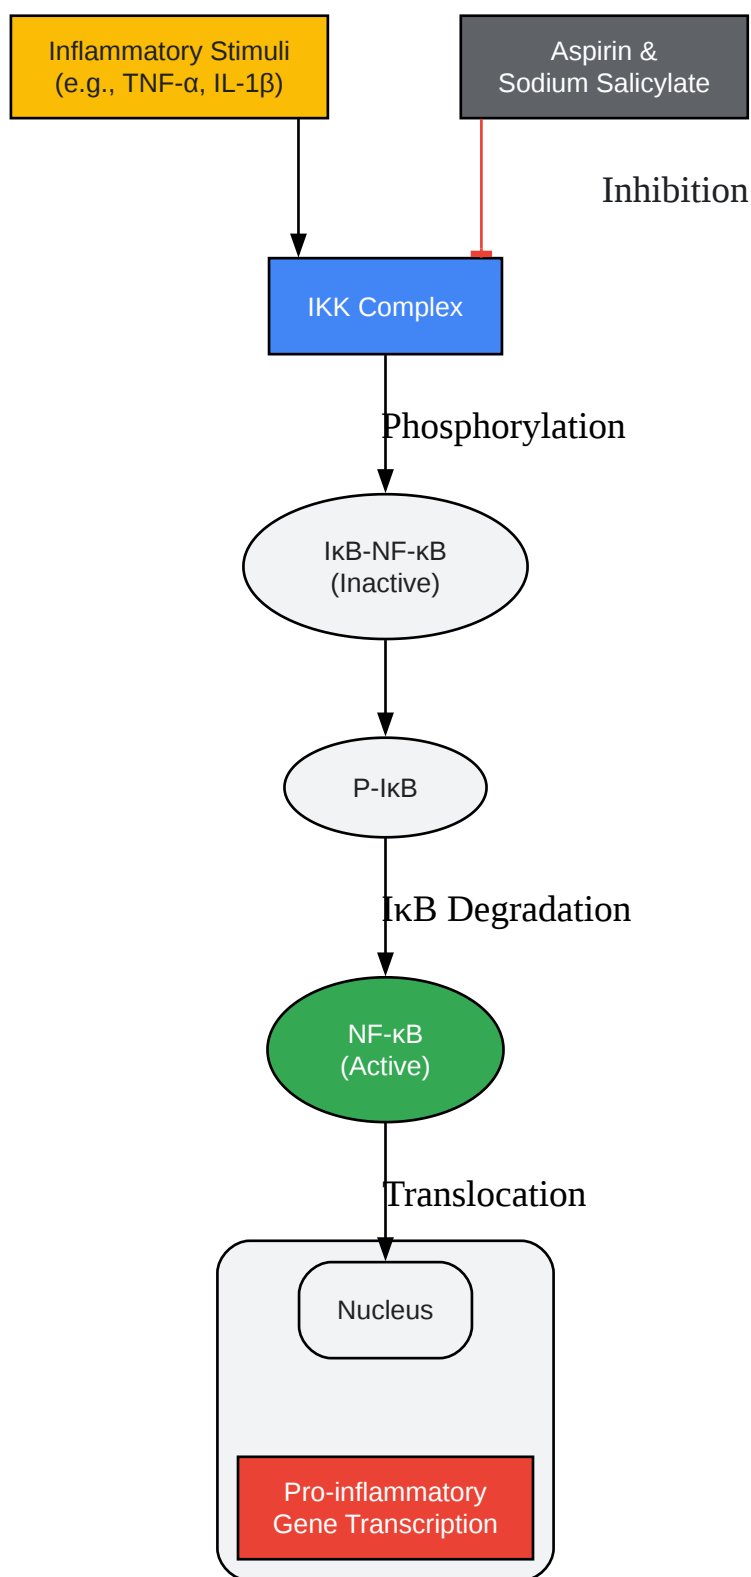 Inflammatory Stimuli
(e.g., TNF-α, IL-1β)
Aspirin &
Sodium Salicylate
Inhibition
IKK Complex
Phosphorylation
IκB-NF-κB
(Inactive)
P-IκB
IκB Degradation
NF-κB
(Active)
Translocation
Nucleus
Pro-inflammatory
Gene Transcription